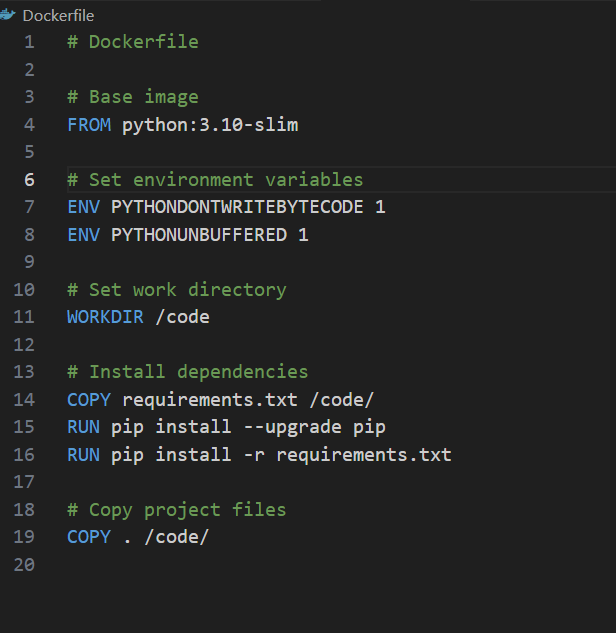 Dockerfile
1 # Dockerfile
2
3 # Base image
4 FROM python:3.10-slim
5
6 # Set environment variables
7 ENV PYTHONDONTWRITEBYTECODE 1
8 ENV PYTHONUNBUFFERED 1
9
10 # Set work directory
11 WORKDIR /code
12
13 # Install dependencies
14 COPY requirements.txt /code/
15 RUN pip install --upgrade pip
16 RUN pip install -r requirements.txt
17
18 # Copy project files
19 COPY . /code/
20